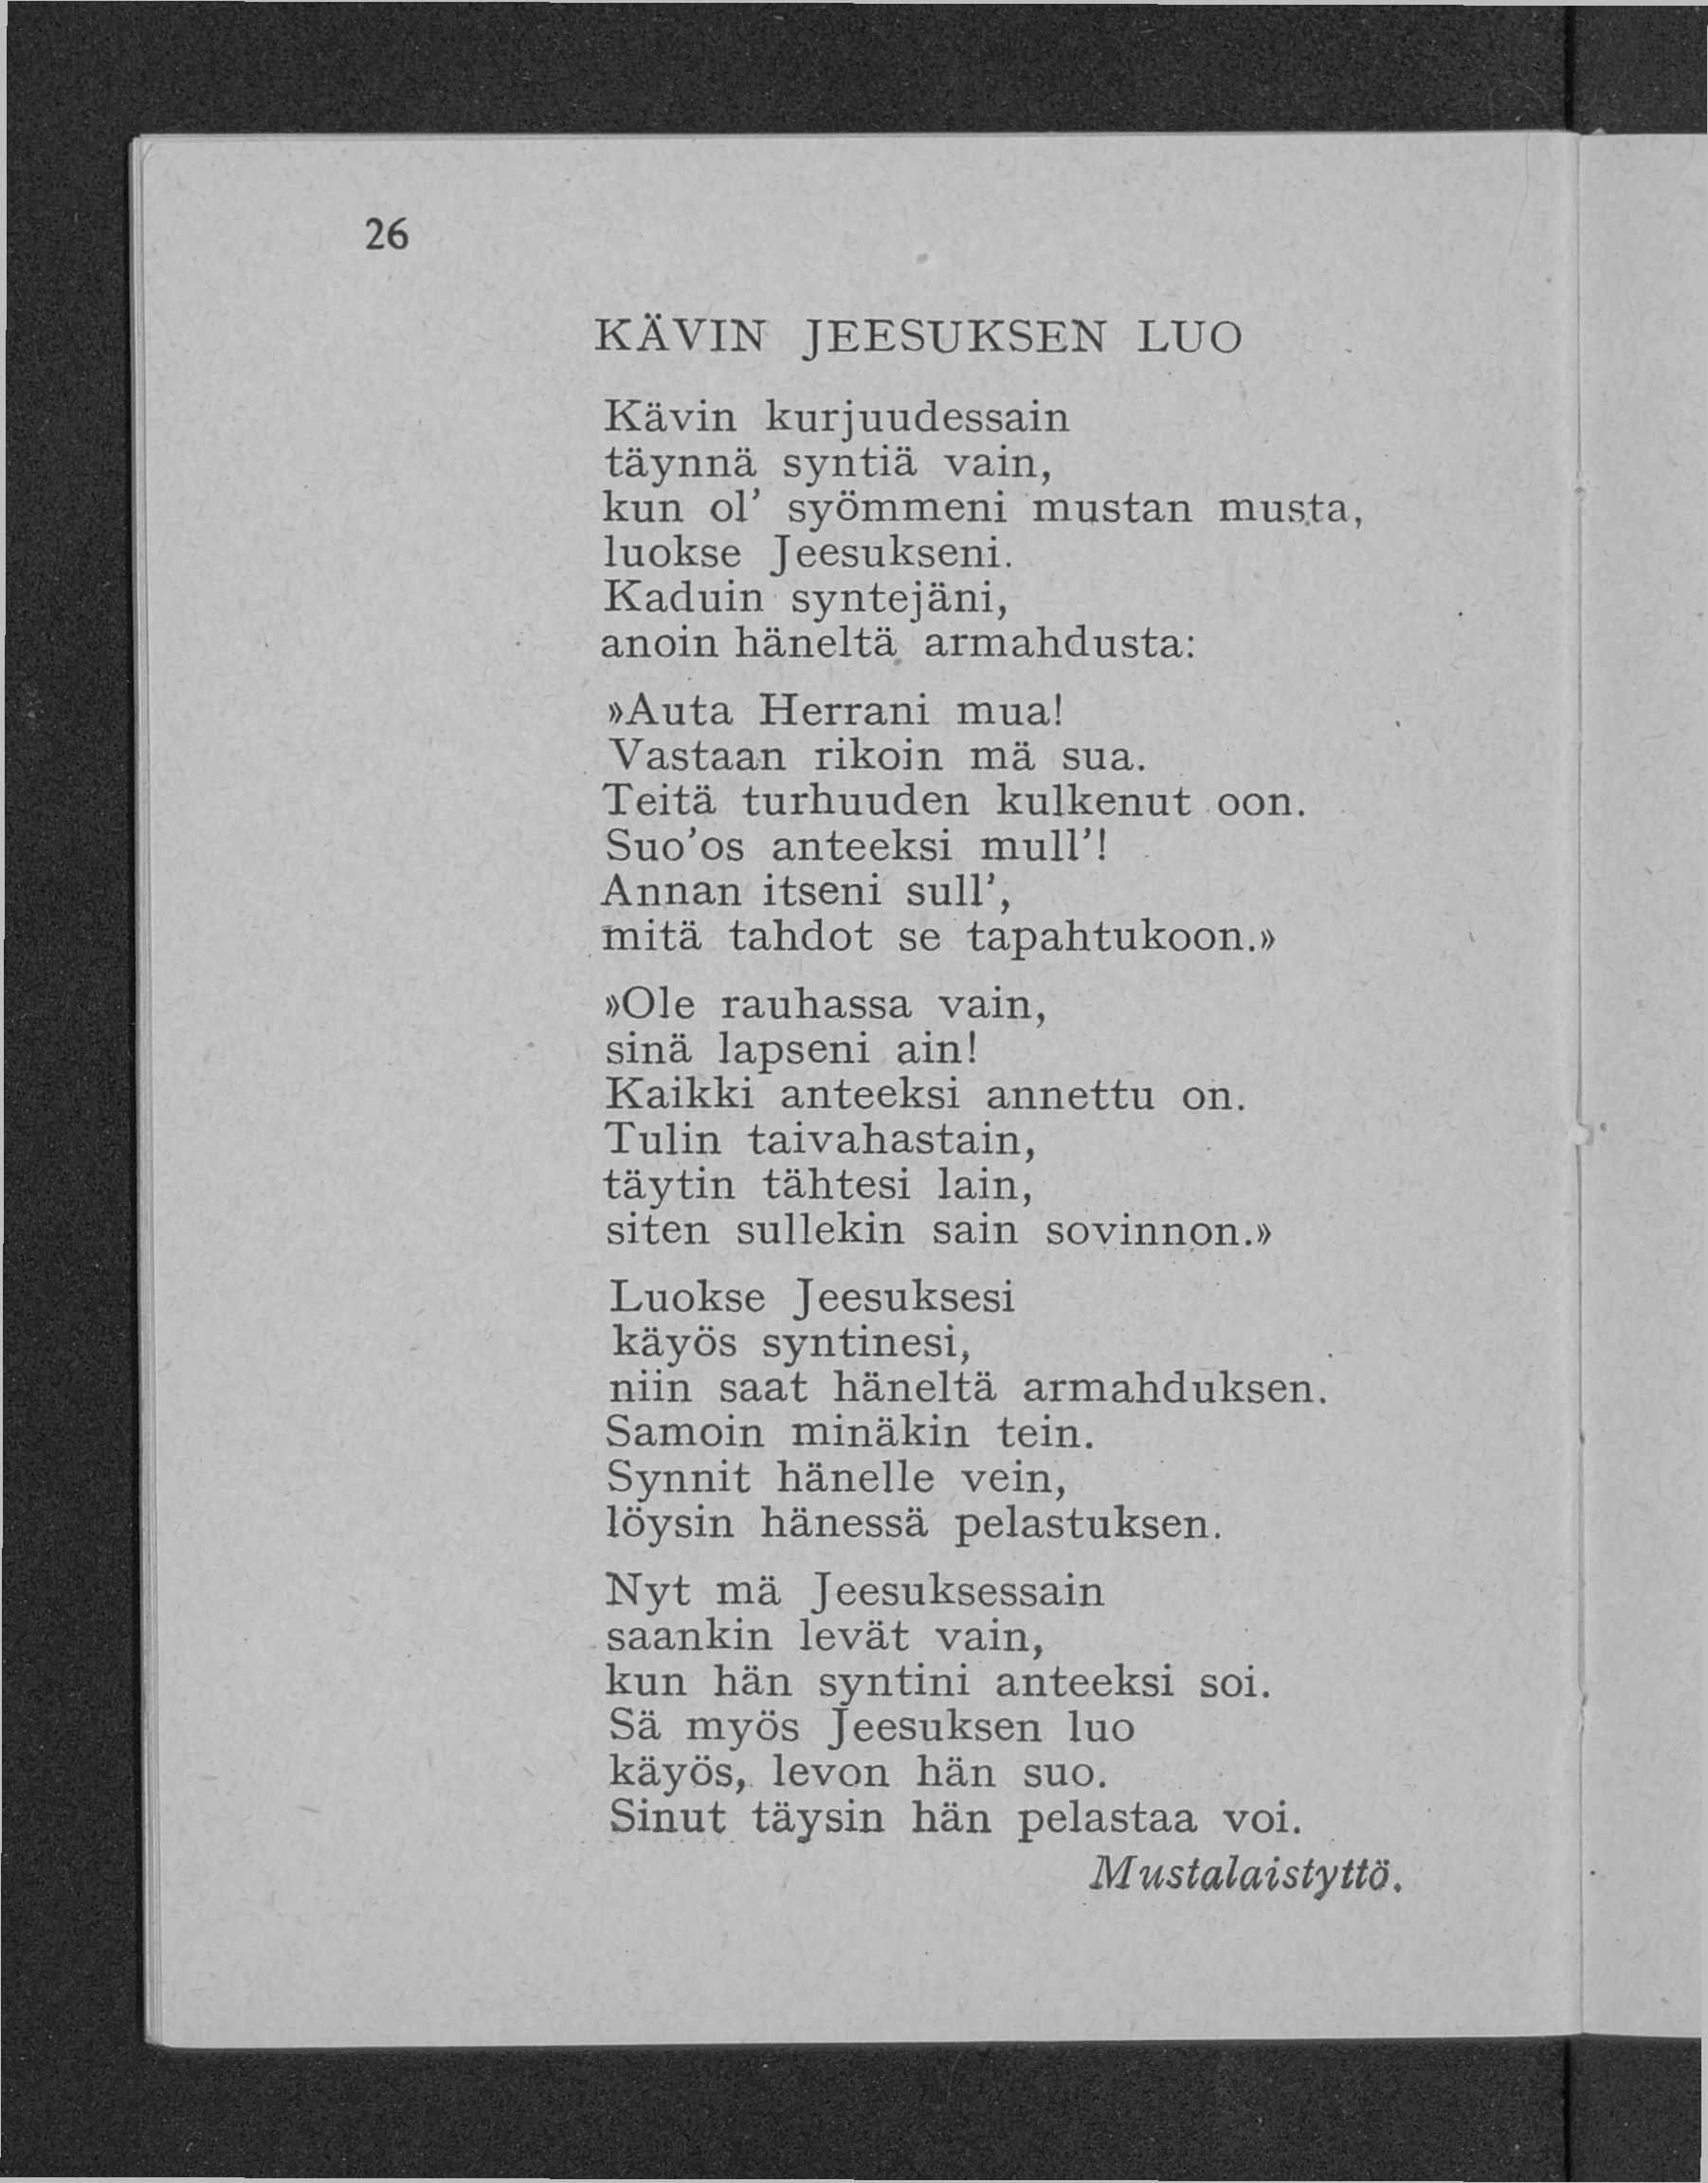 26
KÄVIN JEESUKSEN LUO
Kävin kurjuudessain
täynnä syntiä vain,
kun ol' syömmeni mustan musta,
luokse Jeesukseni.
Kaduin syntejäni,
anoin häneltä armahdusta:
»Auta Herrani mua!
Vastaan rikoin mä sua.
Teitä turhuuden kulkenut oon.
Suo'os anteeksi mull'!
Annan itseni sull',
mitä tahdot se tapahtukoon.»
»Ole rauhassa vain,
sinä lapseni ain!
Kaikki anteeksi annettu on.
Tulin taivahastain,
täytin tähtesi lain,
siten sullekin sain sovinnon.»
Luokse Jeesuksesi
käyös syntinesi,
niin saat häneltä armahduksen.
Samoin minäkin tein.
Synnit hänelle vein,
löysin hänessä pelastuksen.
Nyt mä Jeesuksessain
saankin levät vain,
kun hän syntini anteeksi soi.
Sä myös Jeesuksen luo
käyös, levon hän suo.
Sinut täysin hän pelastaa voi.
Mustalaistyttö.